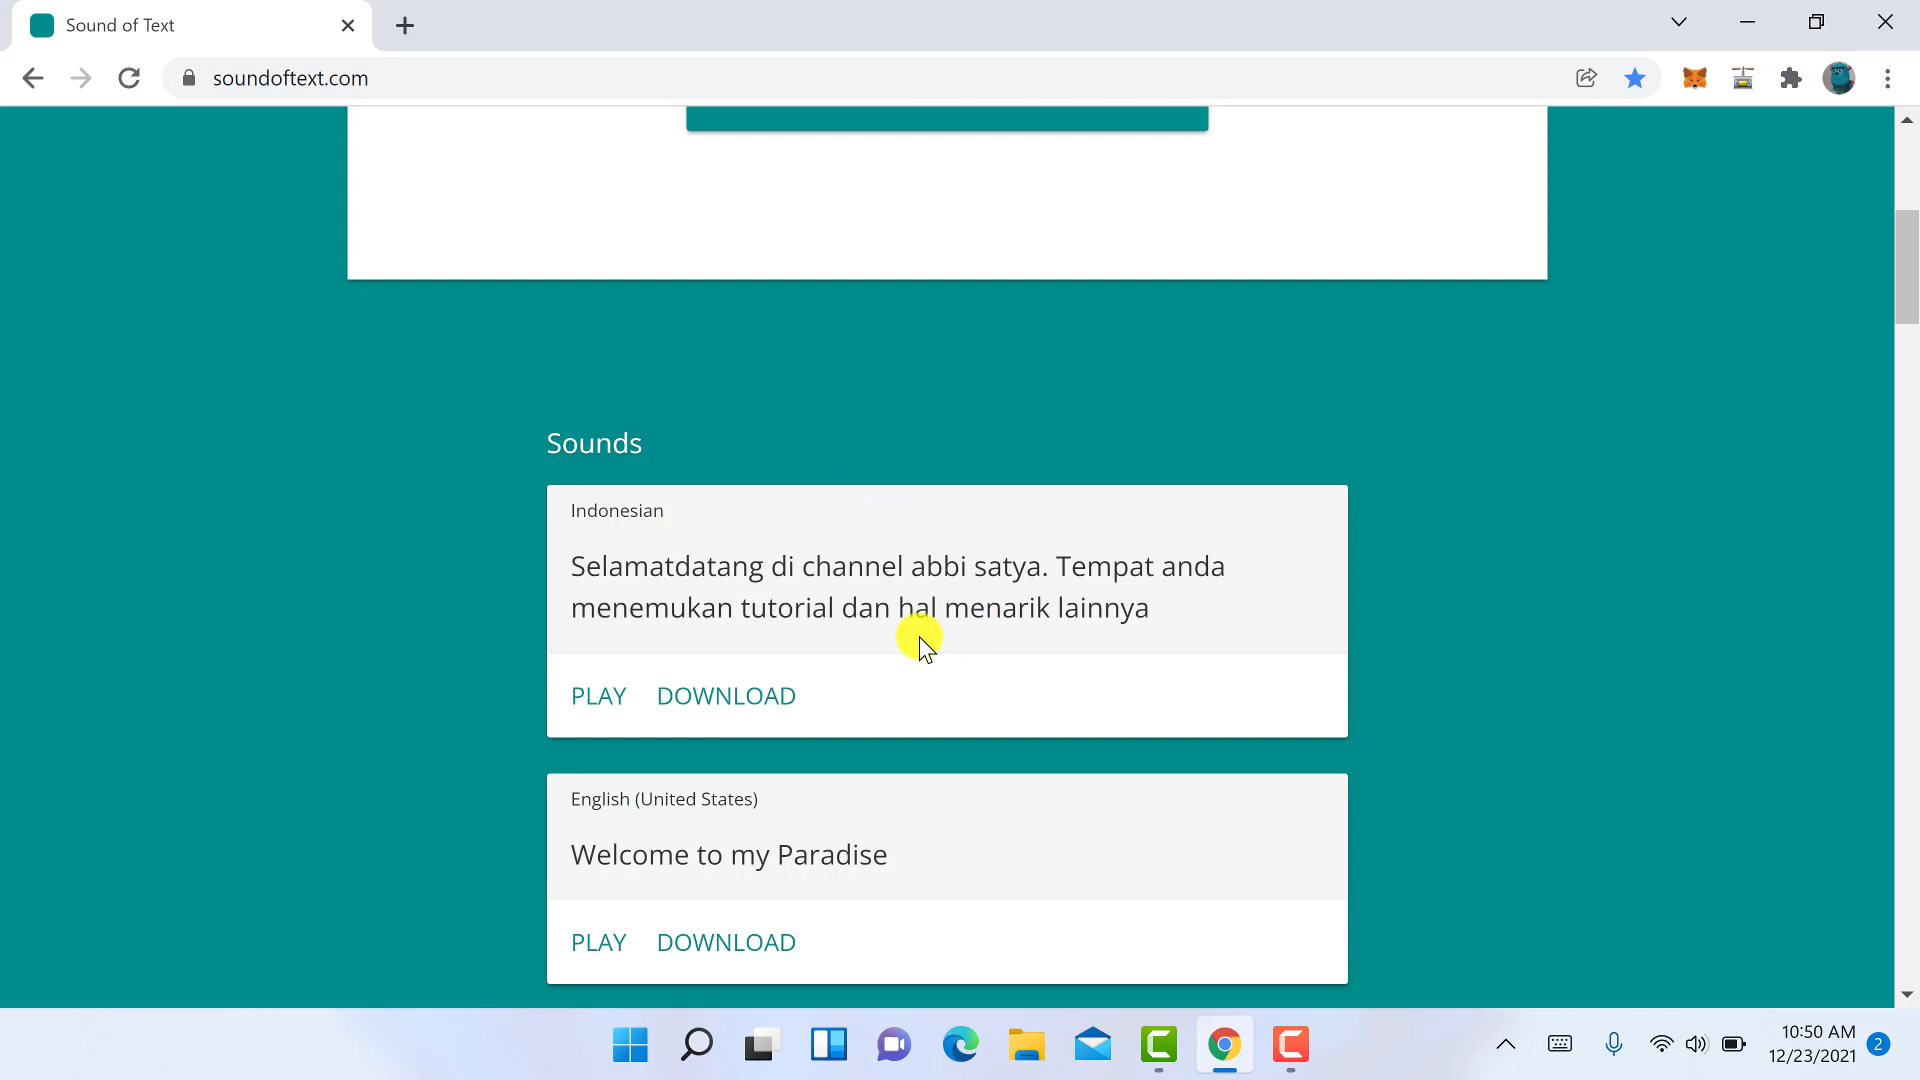 Sound of Text
soundoftext.com
Sounds
Indonesian
Selamatdatang di channel abbi satya. Tempat anda
menemukan tutorial dan hal menarik lainnya
PLAY DOWNLOAD
English (United States)
Welcome to my Paradise
PLAY DOWNLOAD
10:50 AM
12/23/2021
2